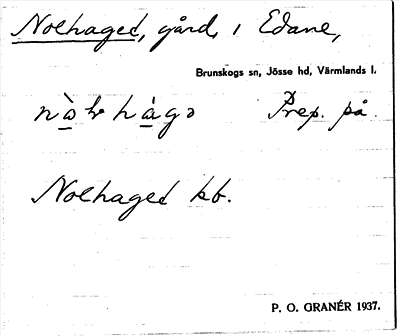 Nolhaged, gård, i Edane,
Brunskogs sn, Jösse hd, Värmlands l.
Prep. på.
Nolhaged kb.
P. O. GRANÉR 1937.